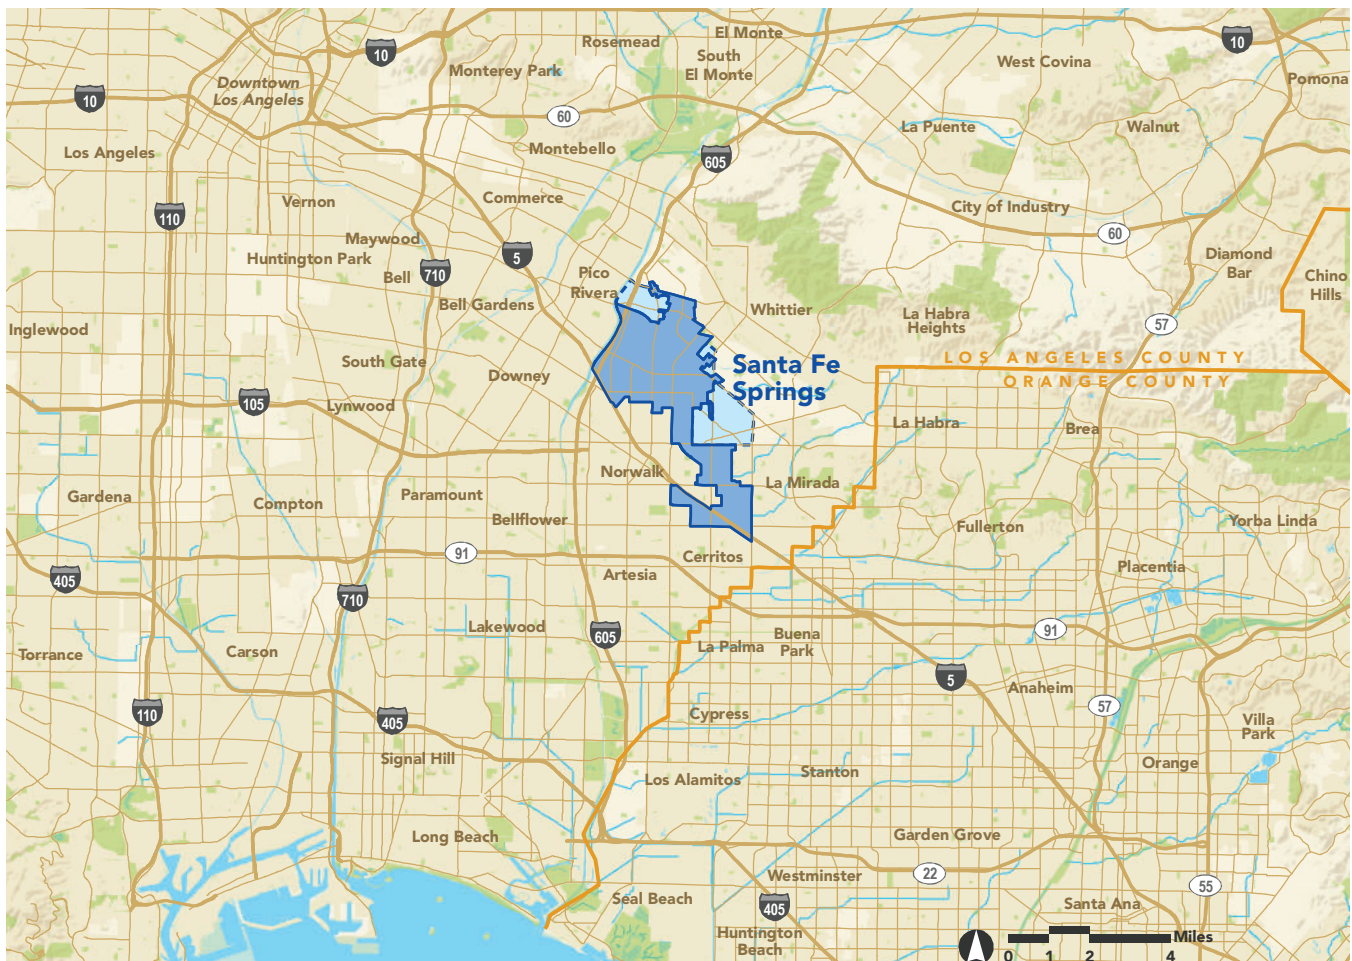 Rosemead
El Monte
10
10
South
El Monte
West Covina
Monterey Park
Pomona
Downtown
Los Angeles
10
60
La Puente
Walnut
Los Angeles
Montebello
605
Vernon
Commerce
City of Industry
110
60
Maywood
Huntington Park
5
Diamond
Bar
Bell
710
Pico
Rivera
Chino
Hills
Bell Gardens
Whittier
La Habra
Heights
57
Inglewood
South Gate
Downey
Santa Fe
Springs
LOS ANGELES COUNTY
ORANGE COUNTY
105
Lynwood
La Habra
Brea
Norwalk
La Mirada
Gardena
Compton
Paramount
Bellflower
Fullerton
Yorba Linda
91
Cerritos
Artesia
Placentia
405
710
Lakewood
605
Buena
Park
91
La Palma
Torrance
Carson
5
Anaheim
110
405
Cypress
57
Villa
Park
Signal Hill
Los Alamitos
Stanton
Orange
Long Beach
Garden Grove
Westminster
22
55
Seal Beach
405
Santa Ana
Huntington
Beach
Miles
0 1 2 4